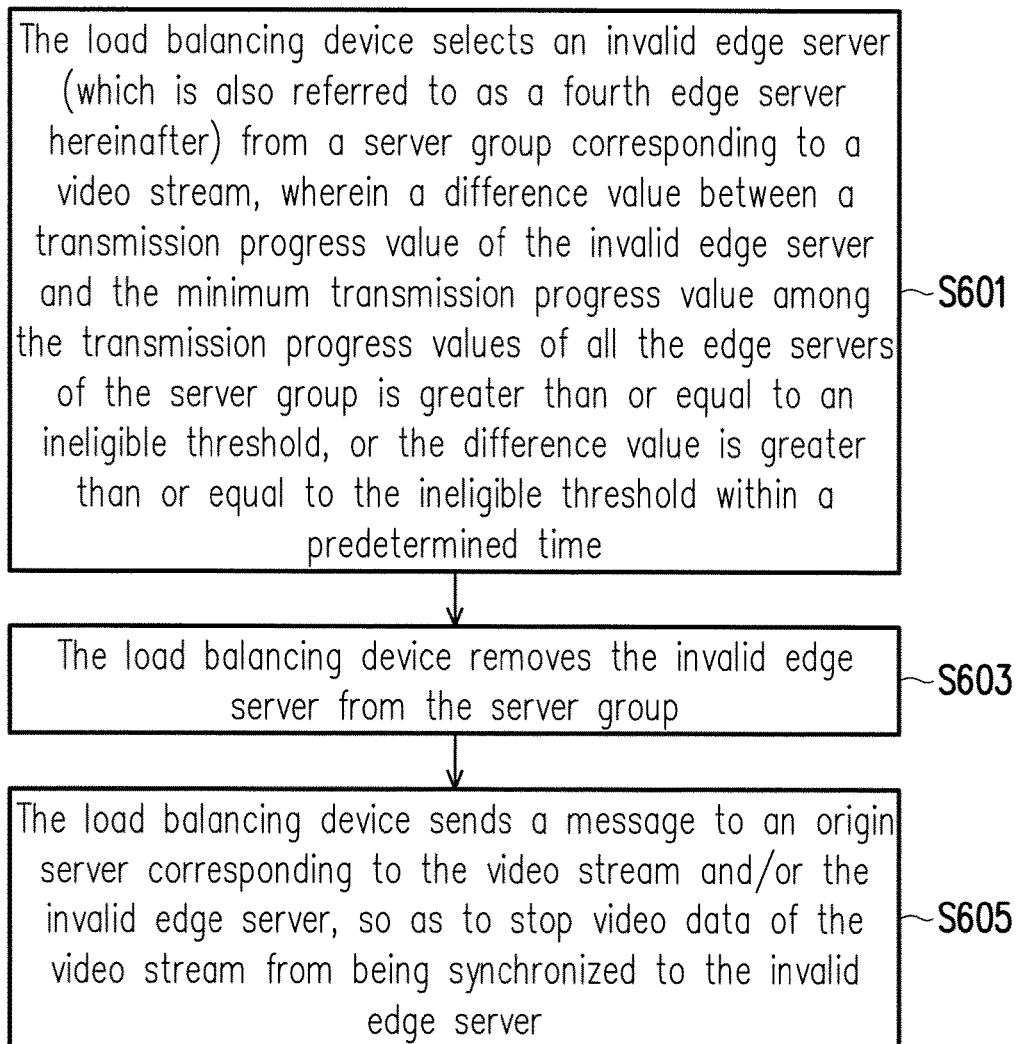 The load balancing device selects an invalid edge server
(which is also referred to as a fourth edge server
hereinafter) from a server group corresponding to a
video stream, wherein a difference value between a
transmission progress value of the invalid edge server
and the minimum transmission progress value among
the transmission progress values of all the edge servers
of the server group is greater than or equal to an
ineligible threshold, or the difference value is greater
than or equal to the ineligible threshold within a
predetermined time
S601
The load balancing device removes the invalid edge
server from the server group
S603
The load balancing device sends a message to an origin
server corresponding to the video stream and/or the
invalid edge server, so as to stop video data of the
video stream from being synchronized to the invalid
edge server
S605